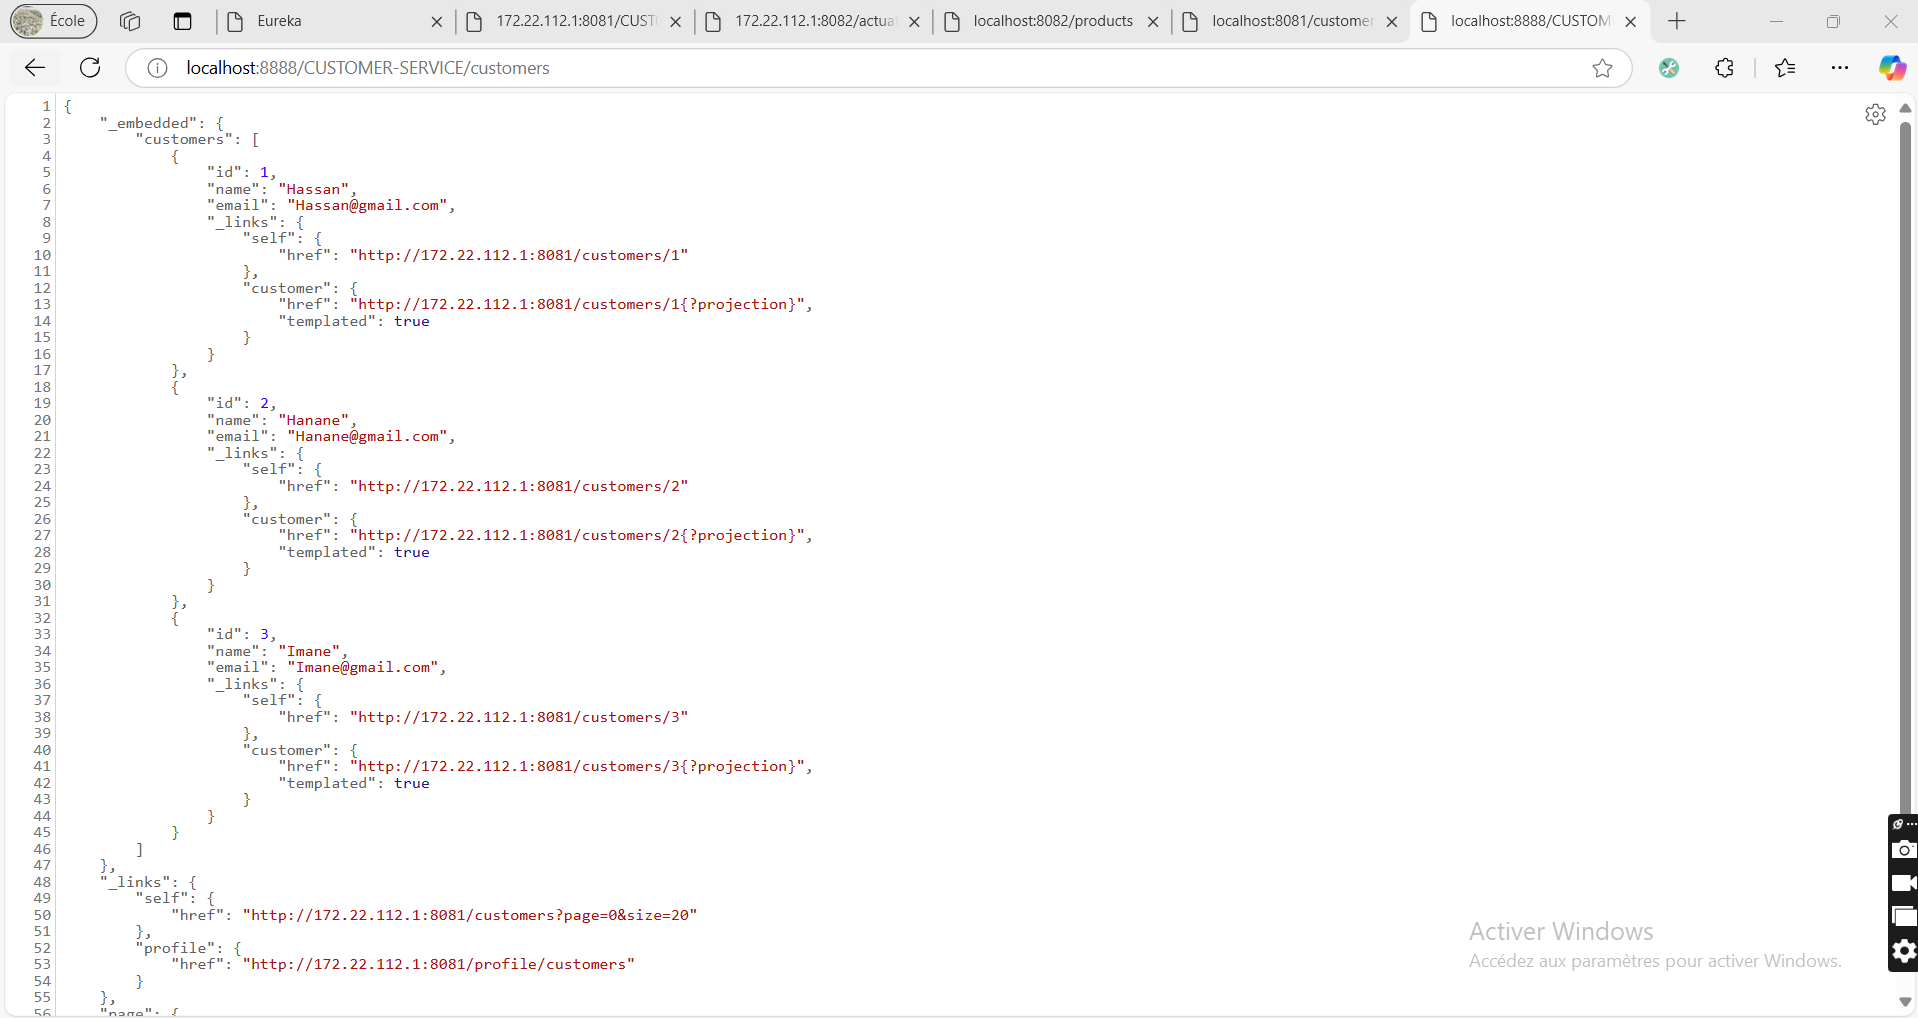 École
Eureka
172.22.112.1:8081/CUST
172.22.112.1:8082/actua
localhost:8082/products
localhost:8081/customer
localhost:8888/CUSTOM
localhost:8888/CUSTOMER-SERVICE/customers
1 {
2 "_embedded": {
3 "customers": [
4 {
5 "id": 1,
6 "name": "Hassan",
7 "email": "Hassan@gmail.com",
8 "_links": {
9 "self": {
10 "href": "http://172.22.112.1:8081/customers/1"
11 },
12 "customer": {
13 "href": "http://172.22.112.1:8081/customers/1{?projection}",
14 "templated": true
15 }
16 }
17 },
18 {
19 "id": 2,
20 "name": "Hanane",
21 "email": "Hanane@gmail.com",
22 "_links": {
23 "self": {
24 "href": "http://172.22.112.1:8081/customers/2"
25 },
26 "customer": {
27 "href": "http://172.22.112.1:8081/customers/2{?projection}",
28 "templated": true
29 }
30 }
31 },
32 {
33 "id": 3,
34 "name": "Imane",
35 "email": "Imane@gmail.com",
36 "_links": {
37 "self": {
38 "href": "http://172.22.112.1:8081/customers/3"
39 },
40 "customer": {
41 "href": "http://172.22.112.1:8081/customers/3{?projection}",
42 "templated": true
43 }
44 }
45 }
46 ]
47 },
48 "_links": {
49 "self": {
50 "href": "http://172.22.112.1:8081/customers?page=0&size=20"
51 },
52 "profile": {
53 "href": "http://172.22.112.1:8081/profile/customers"
54 }
55 },
56 "page": {
Activer Windows
Accédez aux paramètres pour activer Windows.